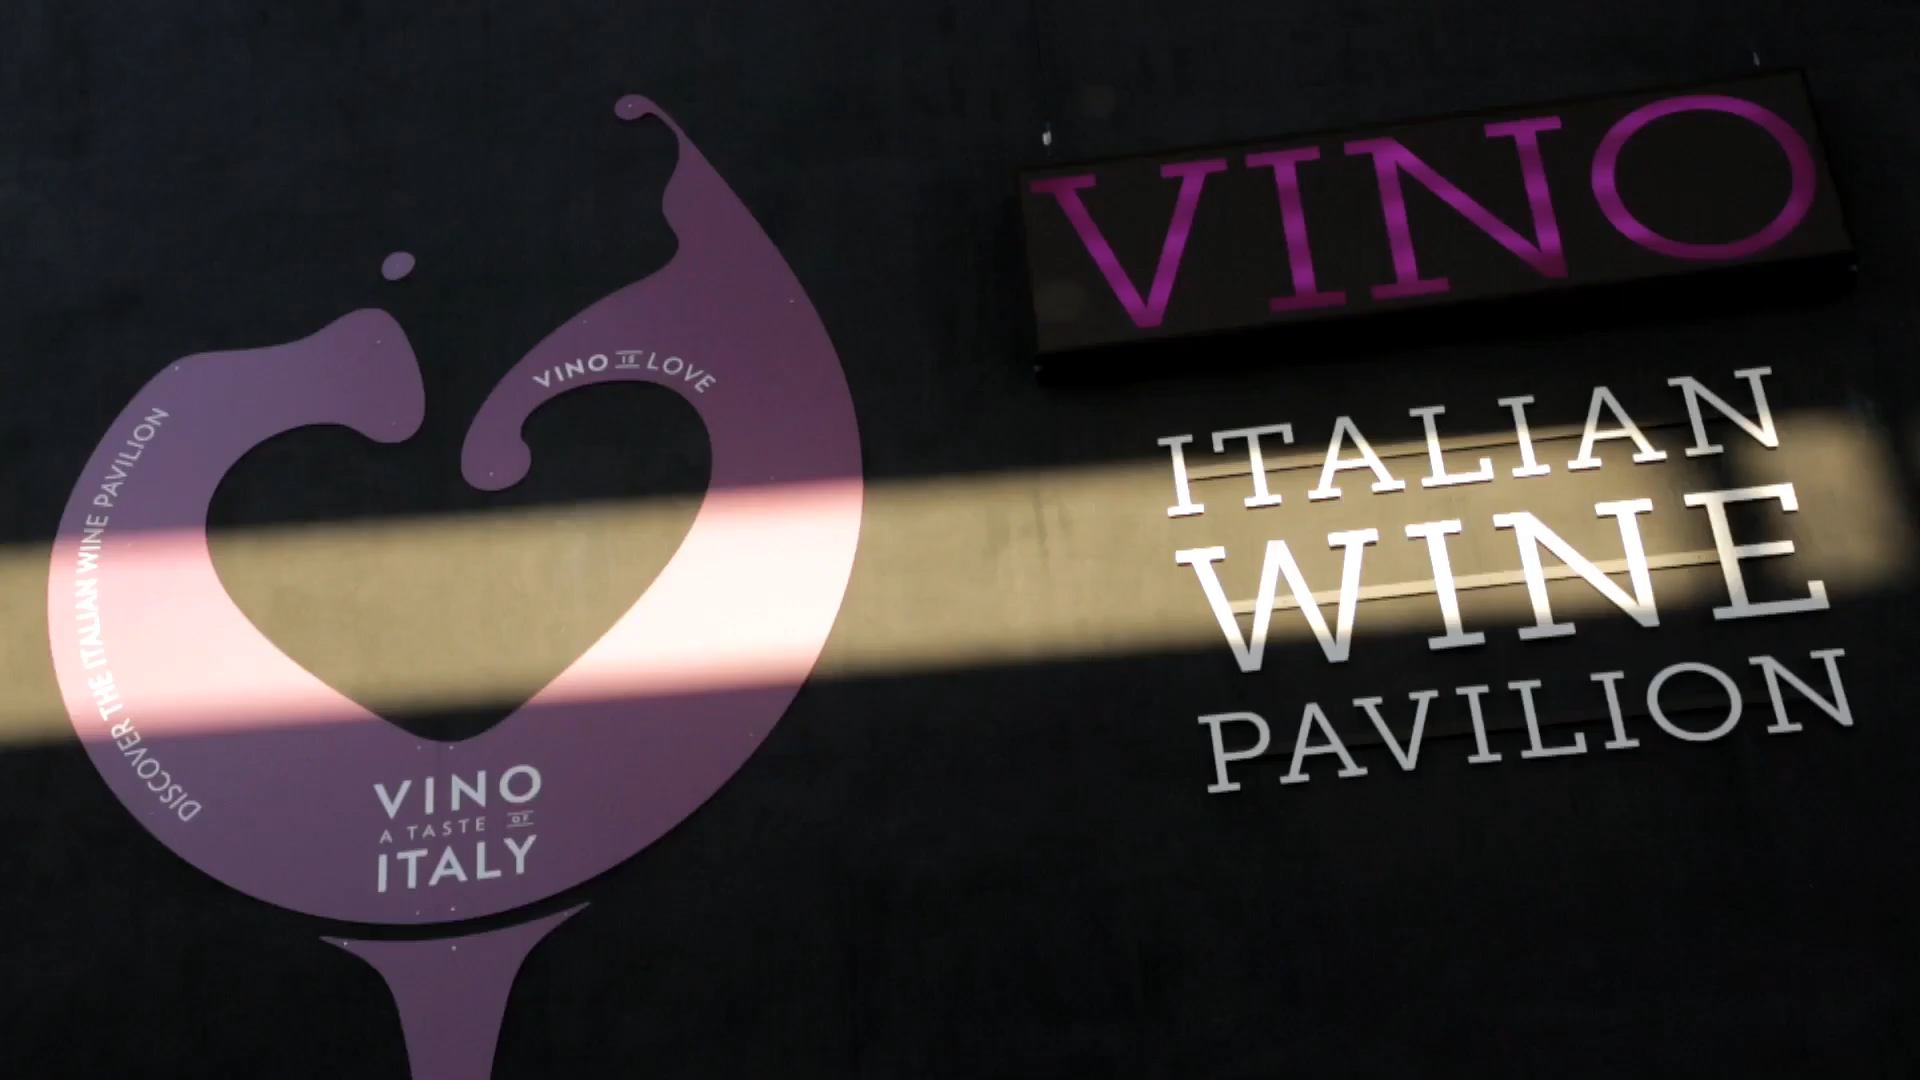 VINO
ITALIAN
WINE
PAVILION
VINO IS LOVE
DISCOVER THE ITALIAN WINE PAVILION
VINO
A TASTE OF
ITALY